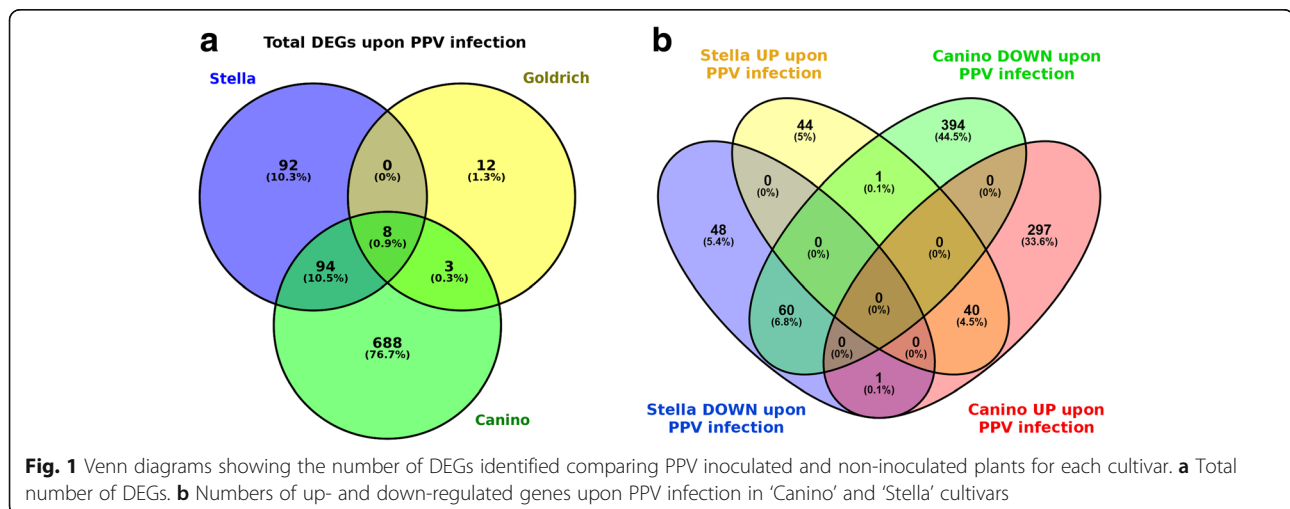 a
Total DEGs upon PPV infection
Stella
Goldrich
92
(10.3%)
0
(0%)
12
(1.3%)
8
(0.9%)
94
(10.5%)
3
(0.3%)
688
(76.7%)
Canino
b
Stella UP upon
PPV infection
Canino DOWN upon
PPV infection
44
(5%)
394
(44.5%)
1
(0.1%)
0
(0%)
0
(0%)
48
(5.4%)
297
(33.6%)
0
(0%)
0
(0%)
60
(6.8%)
0
(0%)
40
(4.5%)
0
(0%)
0
(0%)
1
(0.1%)
Stella DOWN upon
PPV infection
Canino UP upon
PPV infection
Fig. 1 Venn diagrams showing the number of DEGs identified comparing PPV inoculated and non-inoculated plants for each cultivar. a Total
number of DEGs. b Numbers of up- and down-regulated genes upon PPV infection in ‘Canino’ and ‘Stella’ cultivars